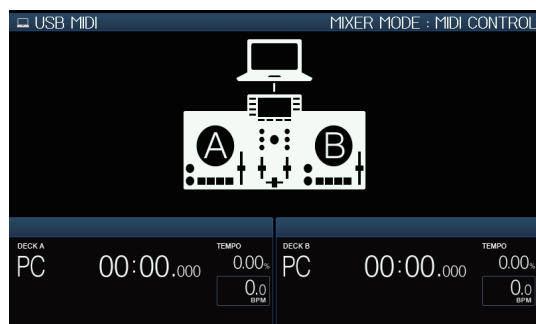 USB MIDI MIXER MODE : MIDI CONTROL
A B
DECK A TEMPO DECK B TEMPO
PC 00:00.000 0.00% PC 00:00.000 0.00%
0.0 0.0
BPM BPM